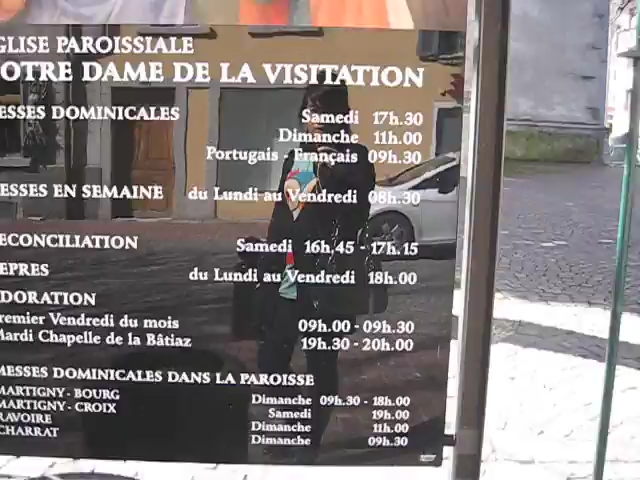 GLISE PAROISSIALE
OTRE DAME DE LA VISITATION
ESSES DOMINICALES Samedi 17h.30
Dimanche 11h.00
Portugais - Français 09h.30
ESSES EN SEMAINE du Lundi au Vendredi 08h.30
ECONCILIATION Samedi 16h.45 - 17h.15
EPRES du Lundi au Vendredi 18h.00
DORATION
remier Vendredi du mois 09h.00 - 09h.30
Mardi Chapelle de la Bâtiaz 19h.30 - 20h.00
MESSES DOMINICALES DANS LA PAROISSE
MARTIGNY - BOURG Dimanche 09h.30 - 18h.00
MARTIGNY - CROIX Samedi 19h.00
RAVOIRE Dimanche 11h.00
CHARRAT Dimanche 09h.30